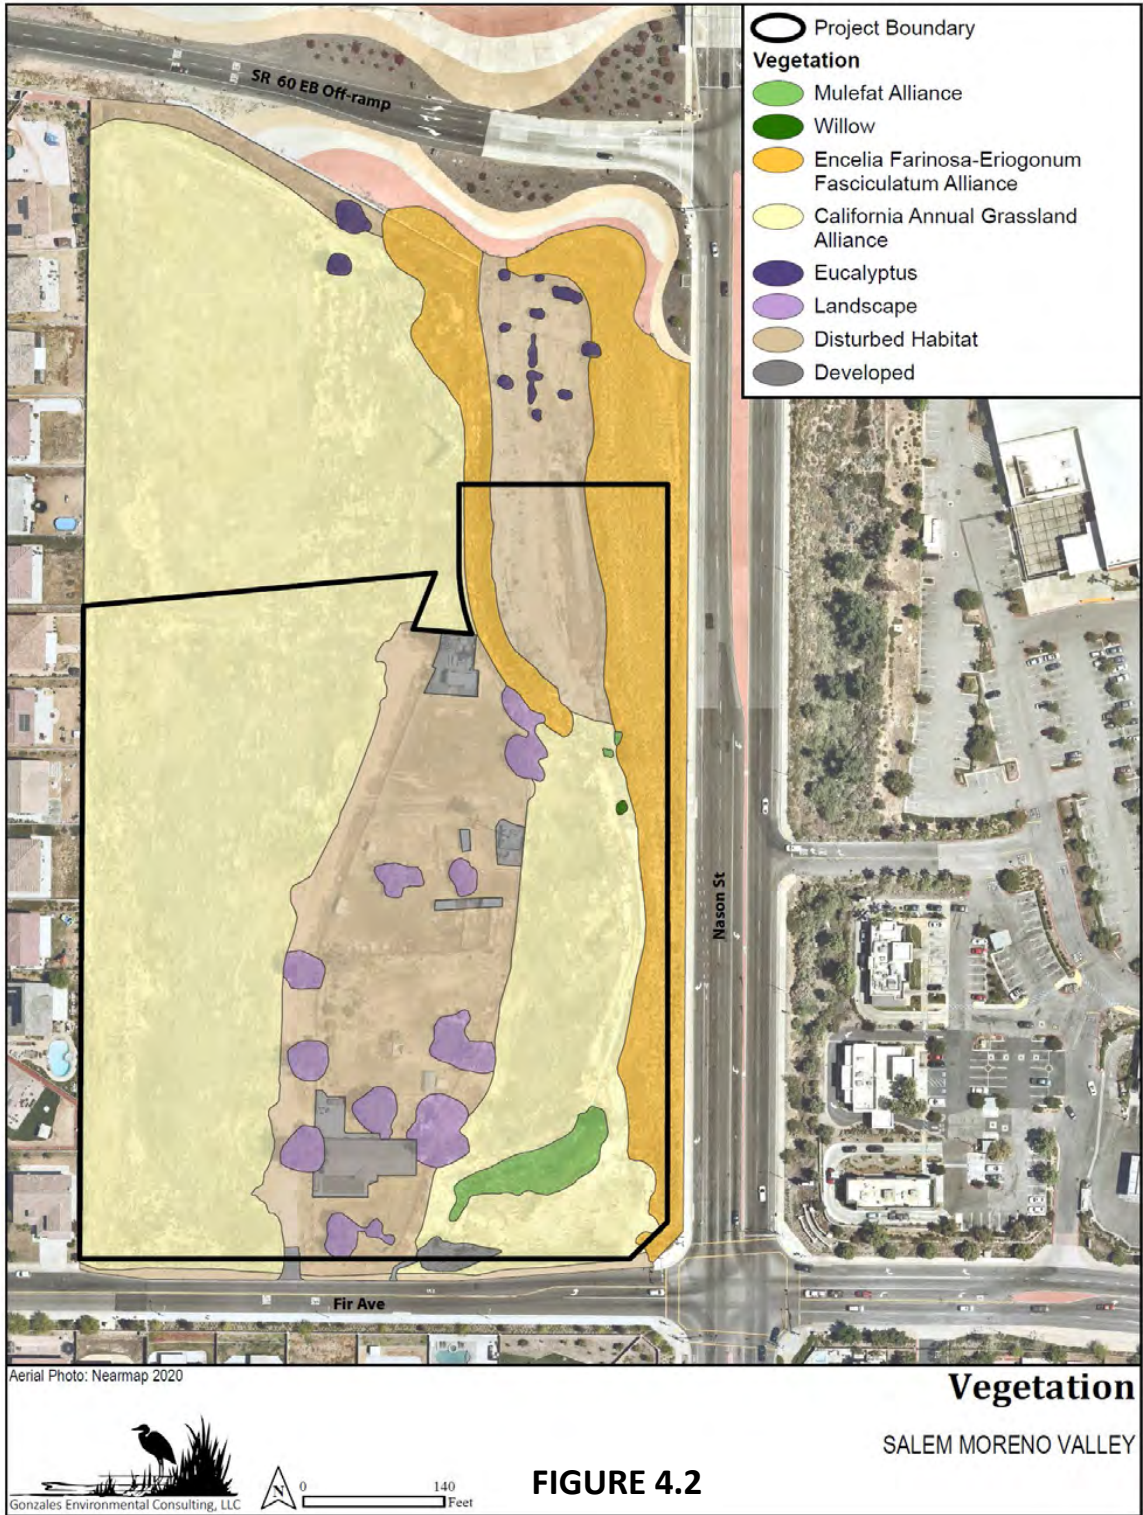 Project Boundary
Vegetation
Mulefat Alliance
Willow
Encelia Farinosa-Eriogonum
Fasciculatum Alliance
California Annual Grassland
Alliance
Eucalyptus
Landscape
Disturbed Habitat
Developed
SR 60 EB Off-ramp
Nason St
Fir Ave
Aerial Photo: Nearmap 2020
Vegetation
SALEM MORENO VALLEY
Gonzales Environmental Consulting, LLC
N
0
140
Feet
FIGURE 4.2